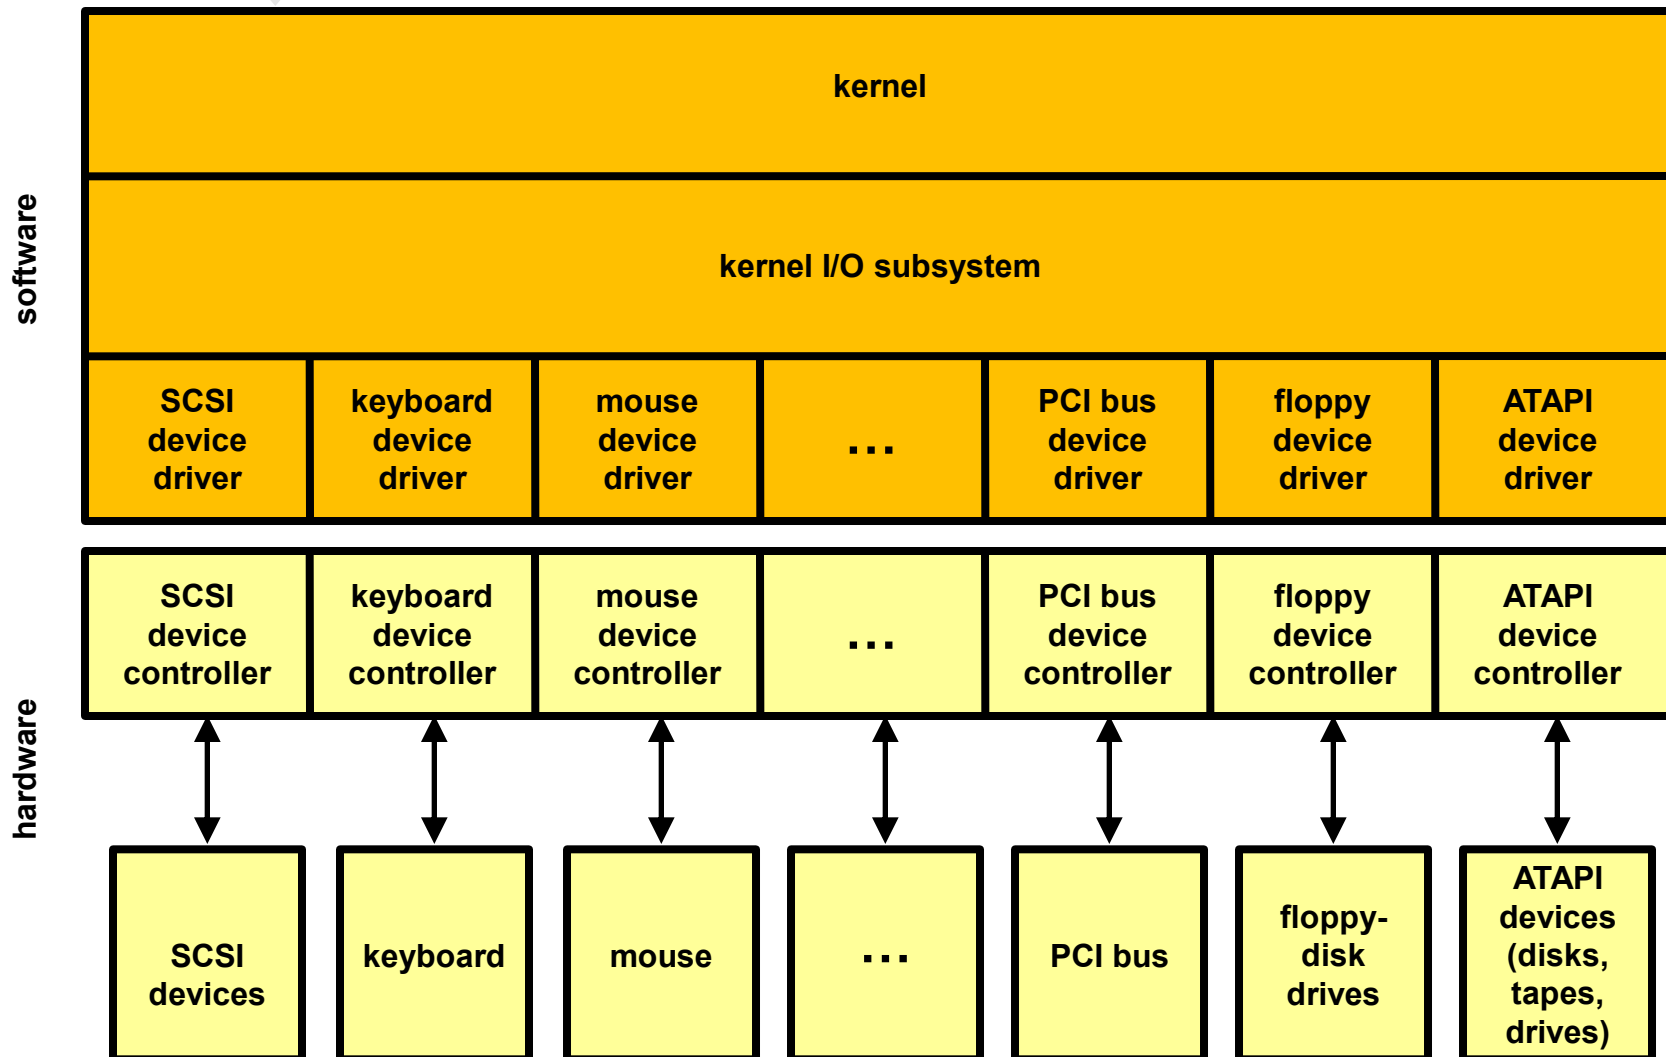 kernel
software
kernel I/O subsystem
SCSI
device
driver
keyboard
device
driver
mouse
device
driver
...
PCI bus
device
driver
floppy
device
driver
ATAPI
device
driver
hardware
SCSI
device
controller
keyboard
device
controller
mouse
device
controller
...
PCI bus
device
controller
floppy
device
controller
ATAPI
device
controller
SCSI
devices
keyboard
mouse
...
PCI bus
floppy-
disk
drives
ATAPI
devices
(disks,
tapes,
drives)